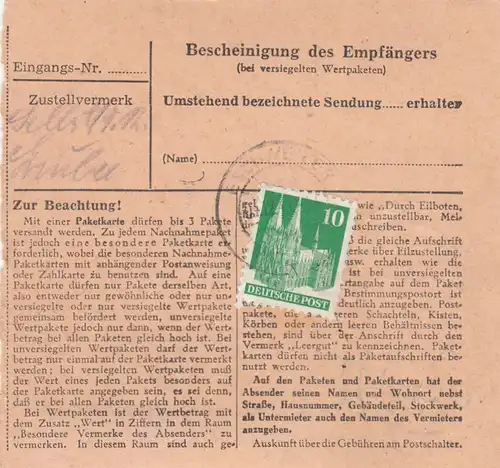 Eingangs-Nr. ..........
Zustellvermerk
Bescheinigung des Empfängers
(bei versiegelten Wertpaketen)
Umstehend bezeichnete Sendung..... erhalten
(Name)
Zur Beachtung!
Mit einer Paketkarte dürfen bis 3 Pakete
versandt werden. Zu jedem Nachnahmepaket
ist jedoch eine besondere Paketkarte er-
forderlich, wobei die besonderen Nachnahme-
Paketkarten mit anhängender Postanweisung
oder Zahlkarte zu benutzen sind. Auf eine
Paketkarte dürfen nur Pakete derselben Art,
also entweder nur gewöhnliche oder nur un-
versiegelte oder nur versiegelte Wertpakete
gemeinsam befördert werden, unversiegelte
Wertpakete jedoch nur dann, wenn der Wert-
betrag bei allen Paketen gleich hoch ist. Bei
unversiegelten Wertpaketen darf der Wert-
betrag nur einmal auf der Paketkarte vermerkt
werden; bei versiegelten Wertpaketen muß
der Wert eines jeden Pakets besonders auf
der Paketkarte angegeben sein, es sei denn,
daß er bei allen Paketen gleich hoch ist.
Bei Wertpaketen ist der Wertbetrag mit
dem Zusatz „Wert" in Ziffern in dem Raum
„Besondere Vermerke des Absenders" zu ver-
merken. In diesem Raum sind auch ge-
10
DEUTSCHE POST
wie „Durch Eilboten,
unzustellbar, Mel-
3 die gleiche Aufschrift
über Eilzustellung,
usw. erhalten wie
ist bei unversiegelten
auf dem Paket
Bestimmungspostort ist
deutlich anzugeben. Post-
pakete, die in Schachteln, Kisten,
Körben oder andern leeren Behältnissen be-
stehen, sind über der Anschrift durch den
Vermerk „Leergut" zu kennzeichnen. Paket-
karten dürfen nicht als Paketaufschriften be-
nutzt werden.
Auf den Paketen und Paketkarten hat der
Absender seinen Namen und Wohnort nebst
Straße, Hausnummer, Gebäudeteil, Stockwerk,
als Untermieter auch den Namen des Vermieters
anzugeben.
Auskunft über die Gebühren am Postschalter.